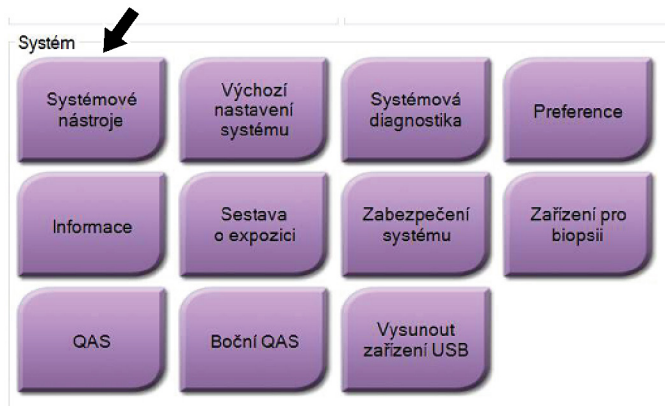 Systém
Systémové
nástroje
Výchozí
nastavení
systému
Systémová
diagnostika
Preference
Informace
Sestava
o expozici
Zabezpečení
systému
Zařízení pro
biopsii
QAS
Boční QAS
Vysunout
zařízení USB